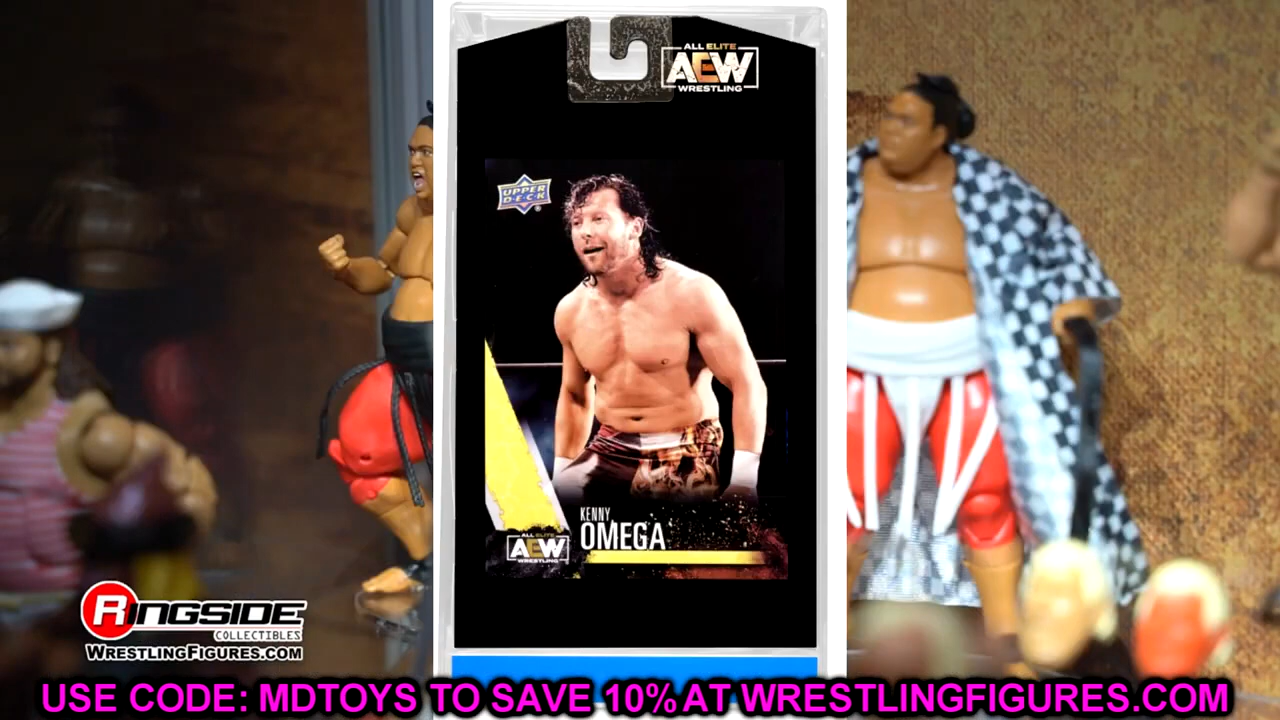 ALL ELITE
AEW
WRESTLING
UPPER
DECK
KENNY
OMEGA
ALL ELITE
AEW
WRESTLING
RINGSIDE
COLLECTIBLES
WRESTLINGFIGURES.COM
USE CODE: MDTOYS TO SAVE 10% AT WRESTLINGFIGURES.COM